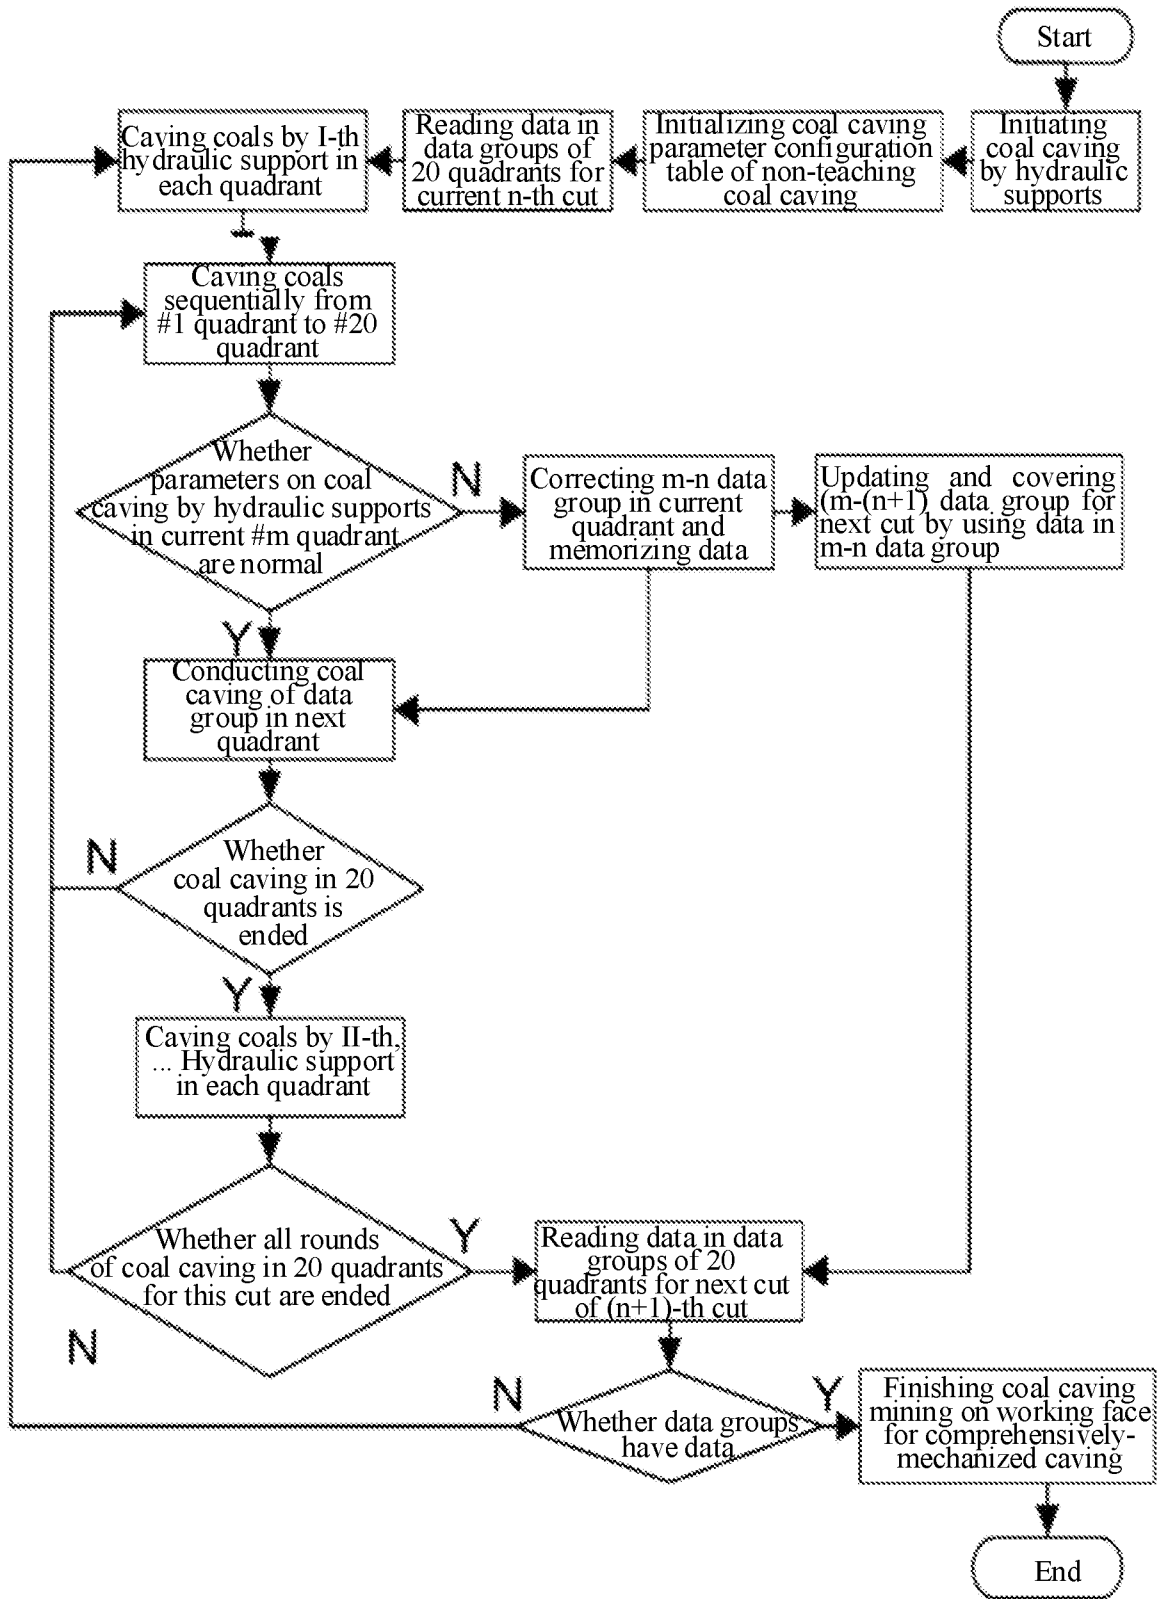 Start
Initiating
coal caving
by hydraulic
supports
Initializing coal caving
parameter configuration
table of non-teaching
coal caving
Reading data in
data groups of
20 quadrants for
current n-th cut
Caving coals by I-th
hydraulic support in
each quadrant
Caving coals
sequentially from
#1 quadrant to #20
quadrant
Whether
parameters on coal
caving by hydraulic supports
in current #m quadrant
are normal
N
Correcting m-n data
group in current
quadrant and
memorizing data
Updating and covering
(m-(n+1) data group for
next cut by using data in
m-n data group
Y
Conducting coal
caving of data
group in next
quadrant
N
Whether
coal caving in 20
quadrants is
ended
Y
Caving coals by II-th,
... Hydraulic support
in each quadrant
Whether all rounds
of coal caving in 20 quadrants
for this cut are ended
Y
N
Reading data in data
groups of 20
quadrants for next cut
of (n+1)-th cut
N
Whether data groups
have data
Y
Finishing coal caving
mining on working face
for comprehensively-
mechanized caving
End